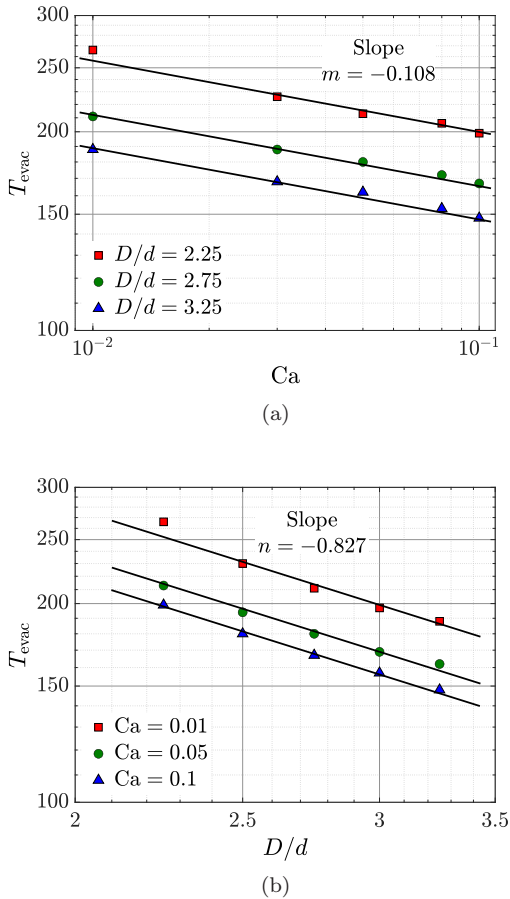 300
250
200
150
100
T_evac
Slope
m = −0.108
D/d = 2.25
D/d = 2.75
D/d = 3.25
10⁻² 10⁻¹
Ca
(a)
300
250
200
150
100
T_evac
Slope
n = −0.827
Ca = 0.01
Ca = 0.05
Ca = 0.1
2 2.5 3 3.5
D/d
(b)